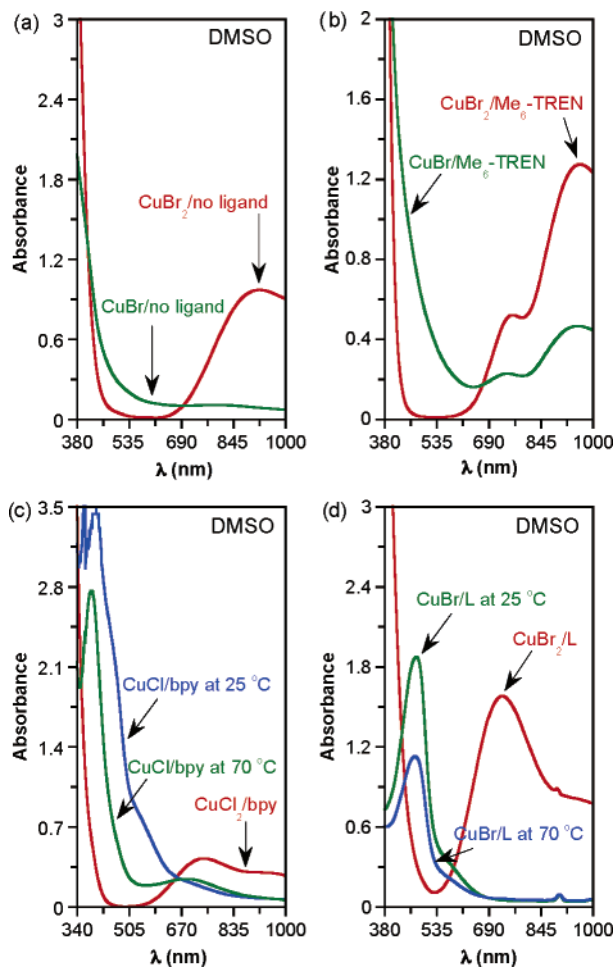 (a)
DMSO
3
2.4
1.8
1.2
0.6
0
Absorbance
CuBr₂/no ligand
CuBr/no ligand
380 535 690 845 1000
λ (nm)
(b)
DMSO
2
1.6
1.2
0.8
0.4
0
Absorbance
CuBr₂/Me₆-TREN
CuBr/Me₆-TREN
380 535 690 845 1000
λ (nm)
(c)
DMSO
3.5
2.8
2.1
1.4
0.7
0
Absorbance
CuCl/bpy at 25 °C
CuCl/bpy at 70 °C
CuCl₂/bpy
340 505 670 835 1000
λ (nm)
(d)
DMSO
3
2.4
1.8
1.2
0.6
0
Absorbance
CuBr/L at 25 °C
CuBr₂/L
CuBr/L at 70 °C
380 535 690 845 1000
λ (nm)